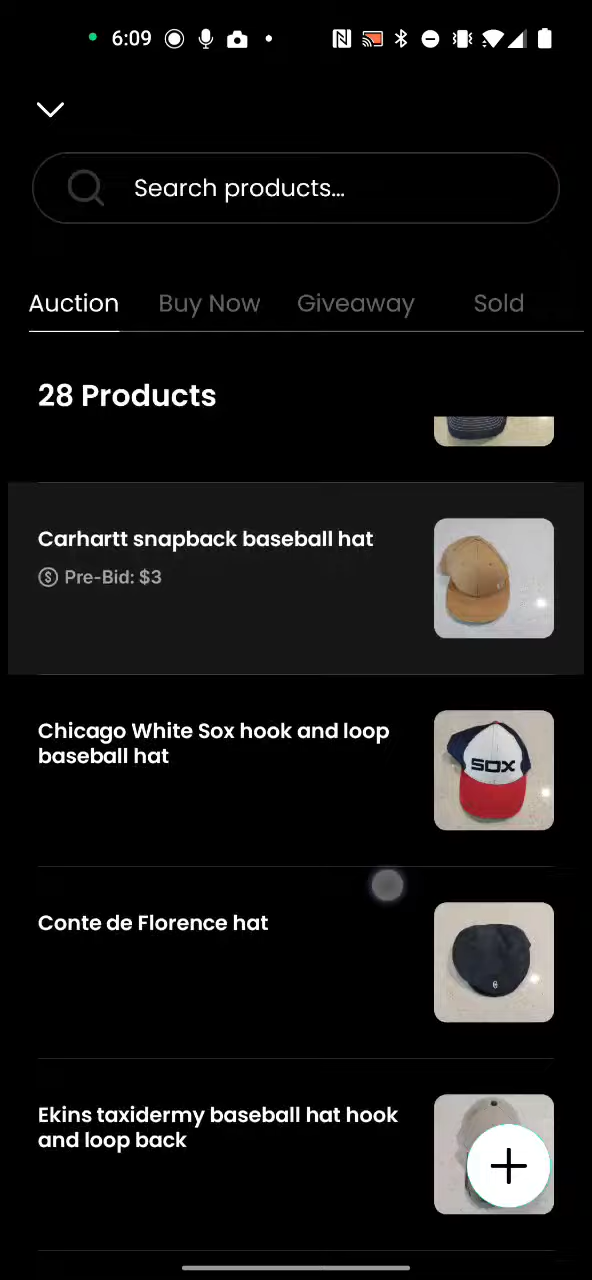 6:09
Search products...
Auction Buy Now Giveaway Sold
28 Products
Carhartt snapback baseball hat
Pre-Bid: $3
Chicago White Sox hook and loop
baseball hat
SOX
Conte de Florence hat
Ekins taxidermy baseball hat hook
and loop back